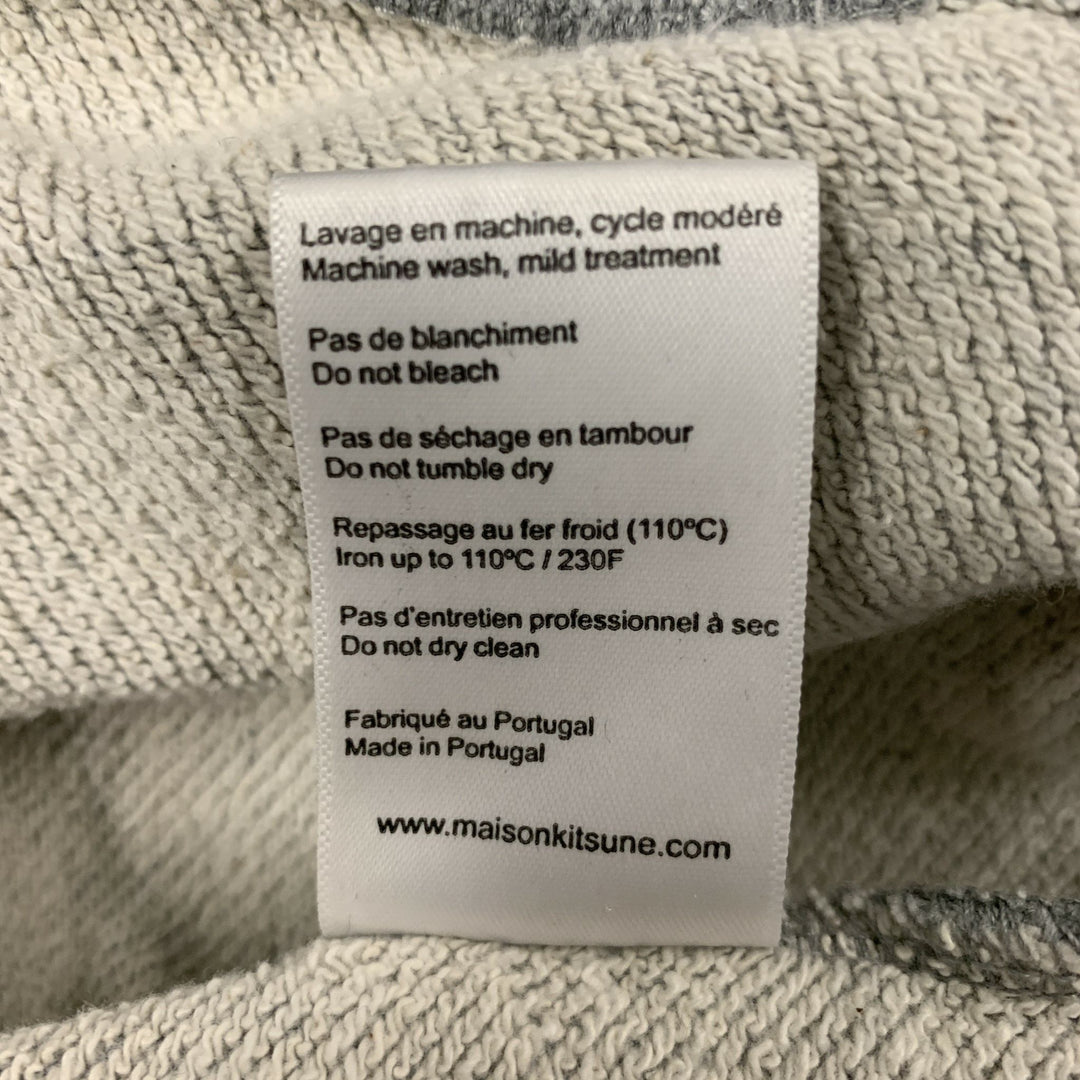 Lavage en machine, cycle modéré
Machine wash, mild treatment
Pas de blanchiment
Do not bleach
Pas de séchage en tambour
Do not tumble dry
Repassage au fer froid (110ºC)
Iron up to 110ºC / 230F
Pas d'entretien professionnel à sec
Do not dry clean
Fabriqué au Portugal
Made in Portugal
www.maisonkitsune.com